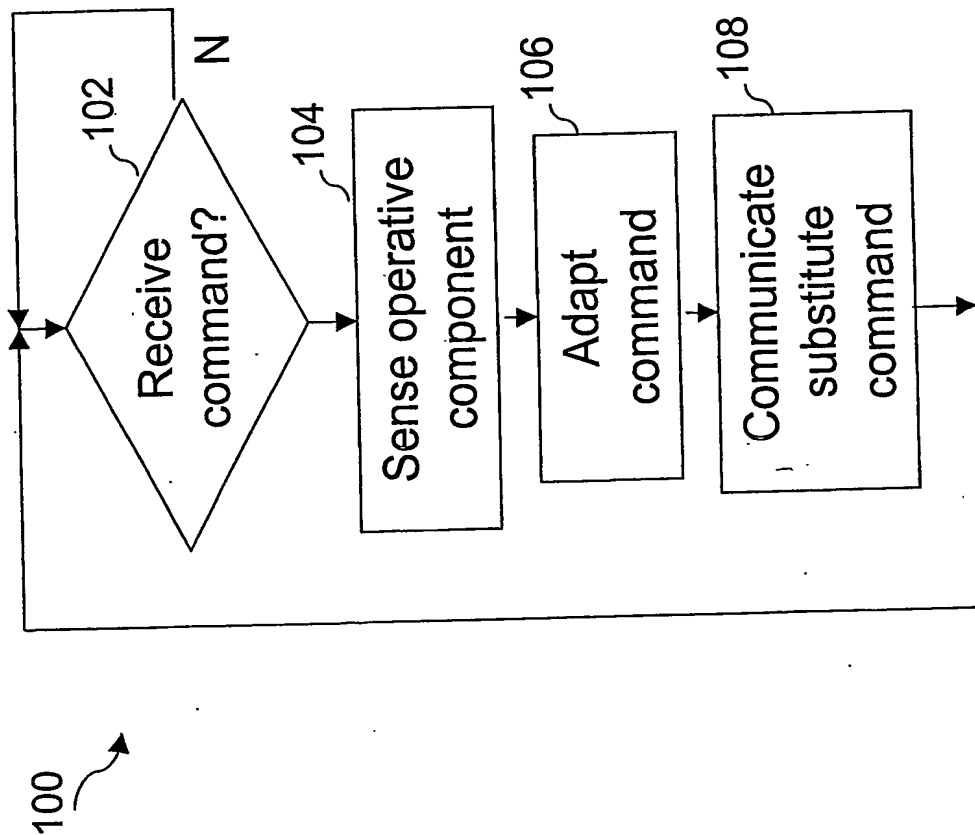 100
102
Receive
command?
N
104
Sense operative
component
106
Adapt
command
108
Communicate
substitute
command